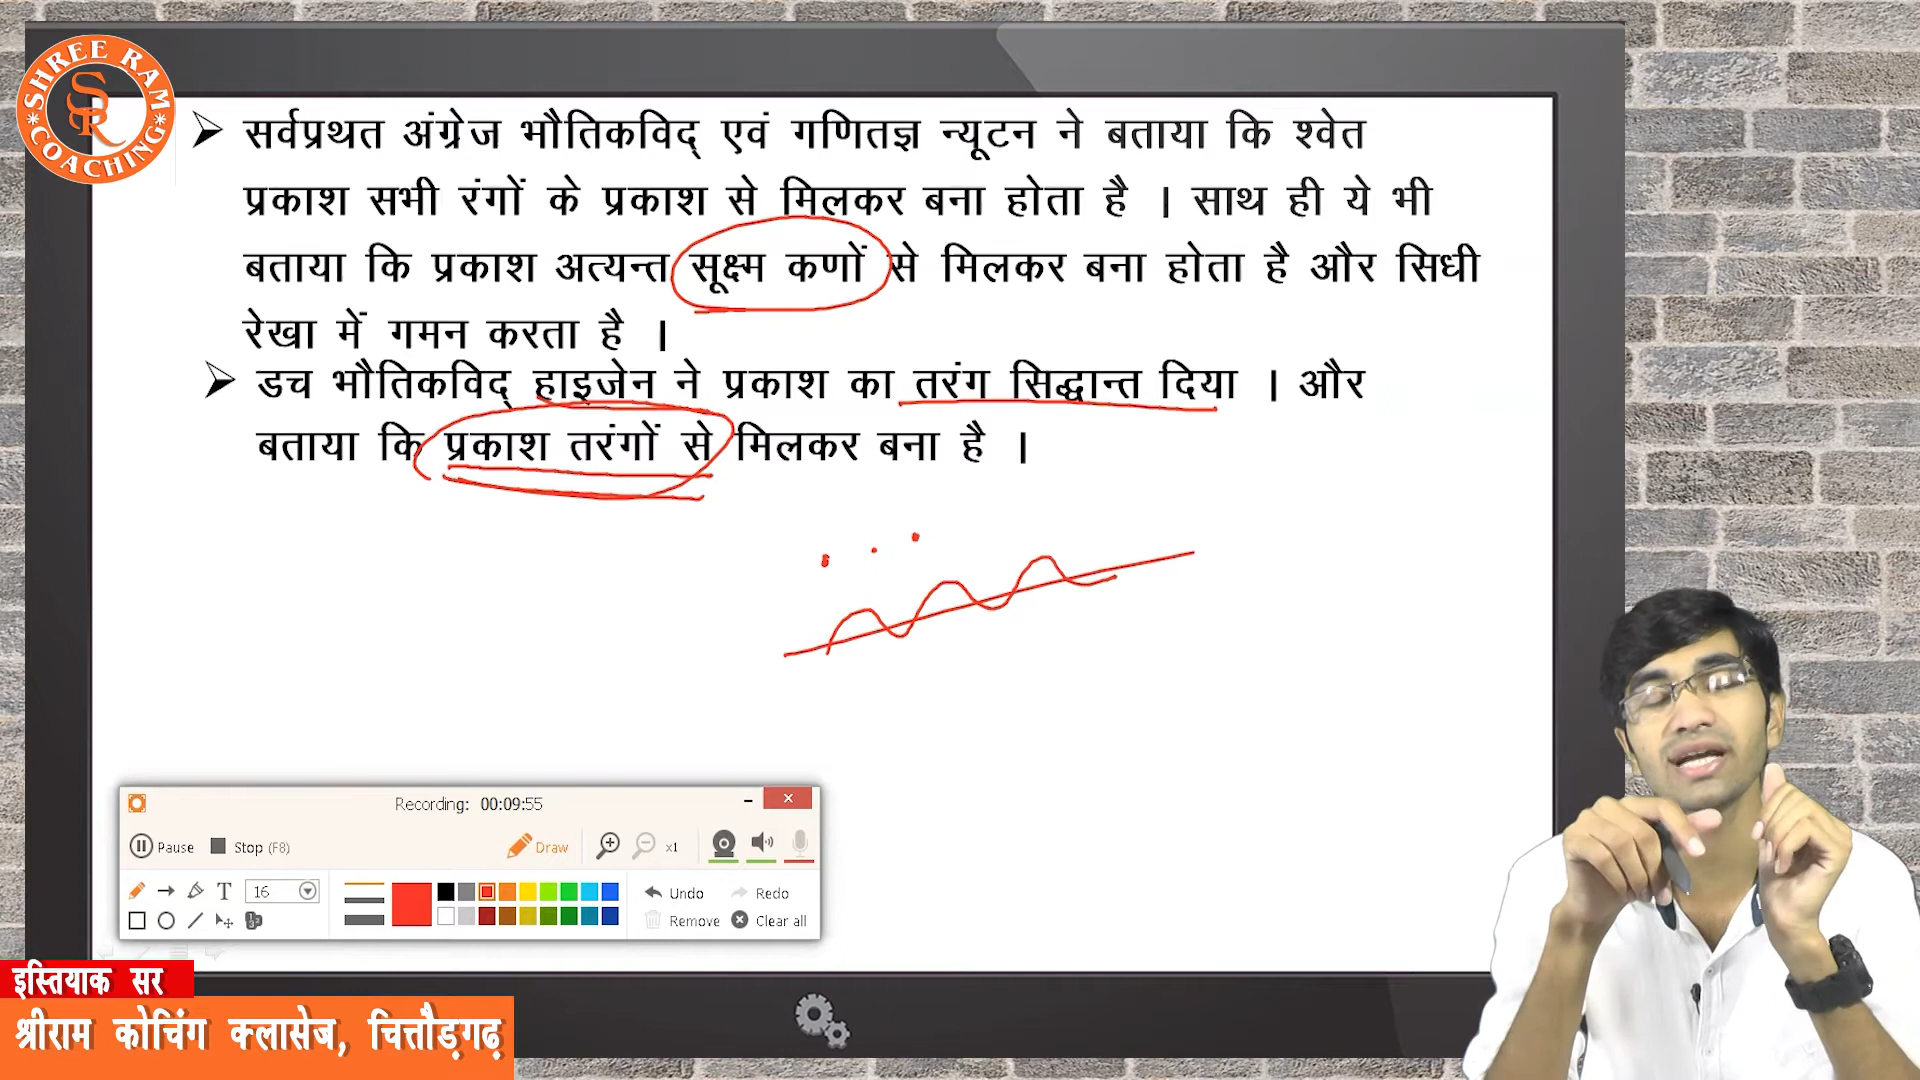 SHREE RAM
SRC
COACHING
सर्वप्रथत अंग्रेज भौतिकविद् एवं गणितज्ञ न्यूटन ने बताया कि श्वेत
प्रकाश सभी रंगों के प्रकाश से मिलकर बना होता है । साथ ही ये भी
बताया कि प्रकाश अत्यन्त सूक्ष्म कणों से मिलकर बना होता है और सिधी
रेखा में गमन करता है ।
डच भौतिकविद् हाइजेन ने प्रकाश का तरंग सिद्धान्त दिया । और
बताया कि प्रकाश तरंगों से मिलकर बना है ।
Recording: 00:09:55
Pause Stop (F8) Draw x1
T 16 Undo Redo
Remove Clear all
इस्तियाक सर
श्रीराम कोचिंग क्लासेज, चित्तौड़गढ़